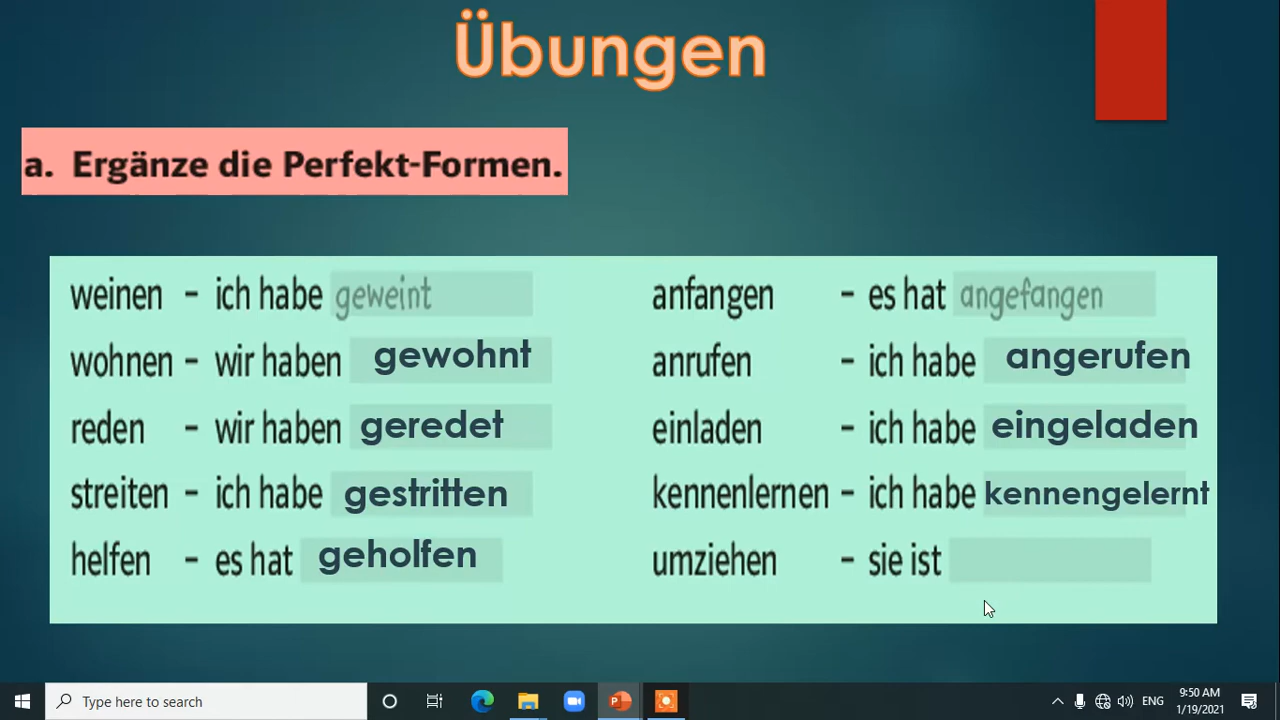 Übungen
a. Ergänze die Perfekt-Formen.
weinen – ich habe geweint
wohnen – wir haben gewohnt
reden – wir haben geredet
streiten – ich habe gestritten
helfen – es hat geholfen
anfangen – es hat angefangen
anrufen – ich habe angerufen
einladen – ich habe eingeladen
kennenlernen – ich habe kennengelernt
umziehen – sie ist
Type here to search
ENG
9:50 AM
1/19/2021